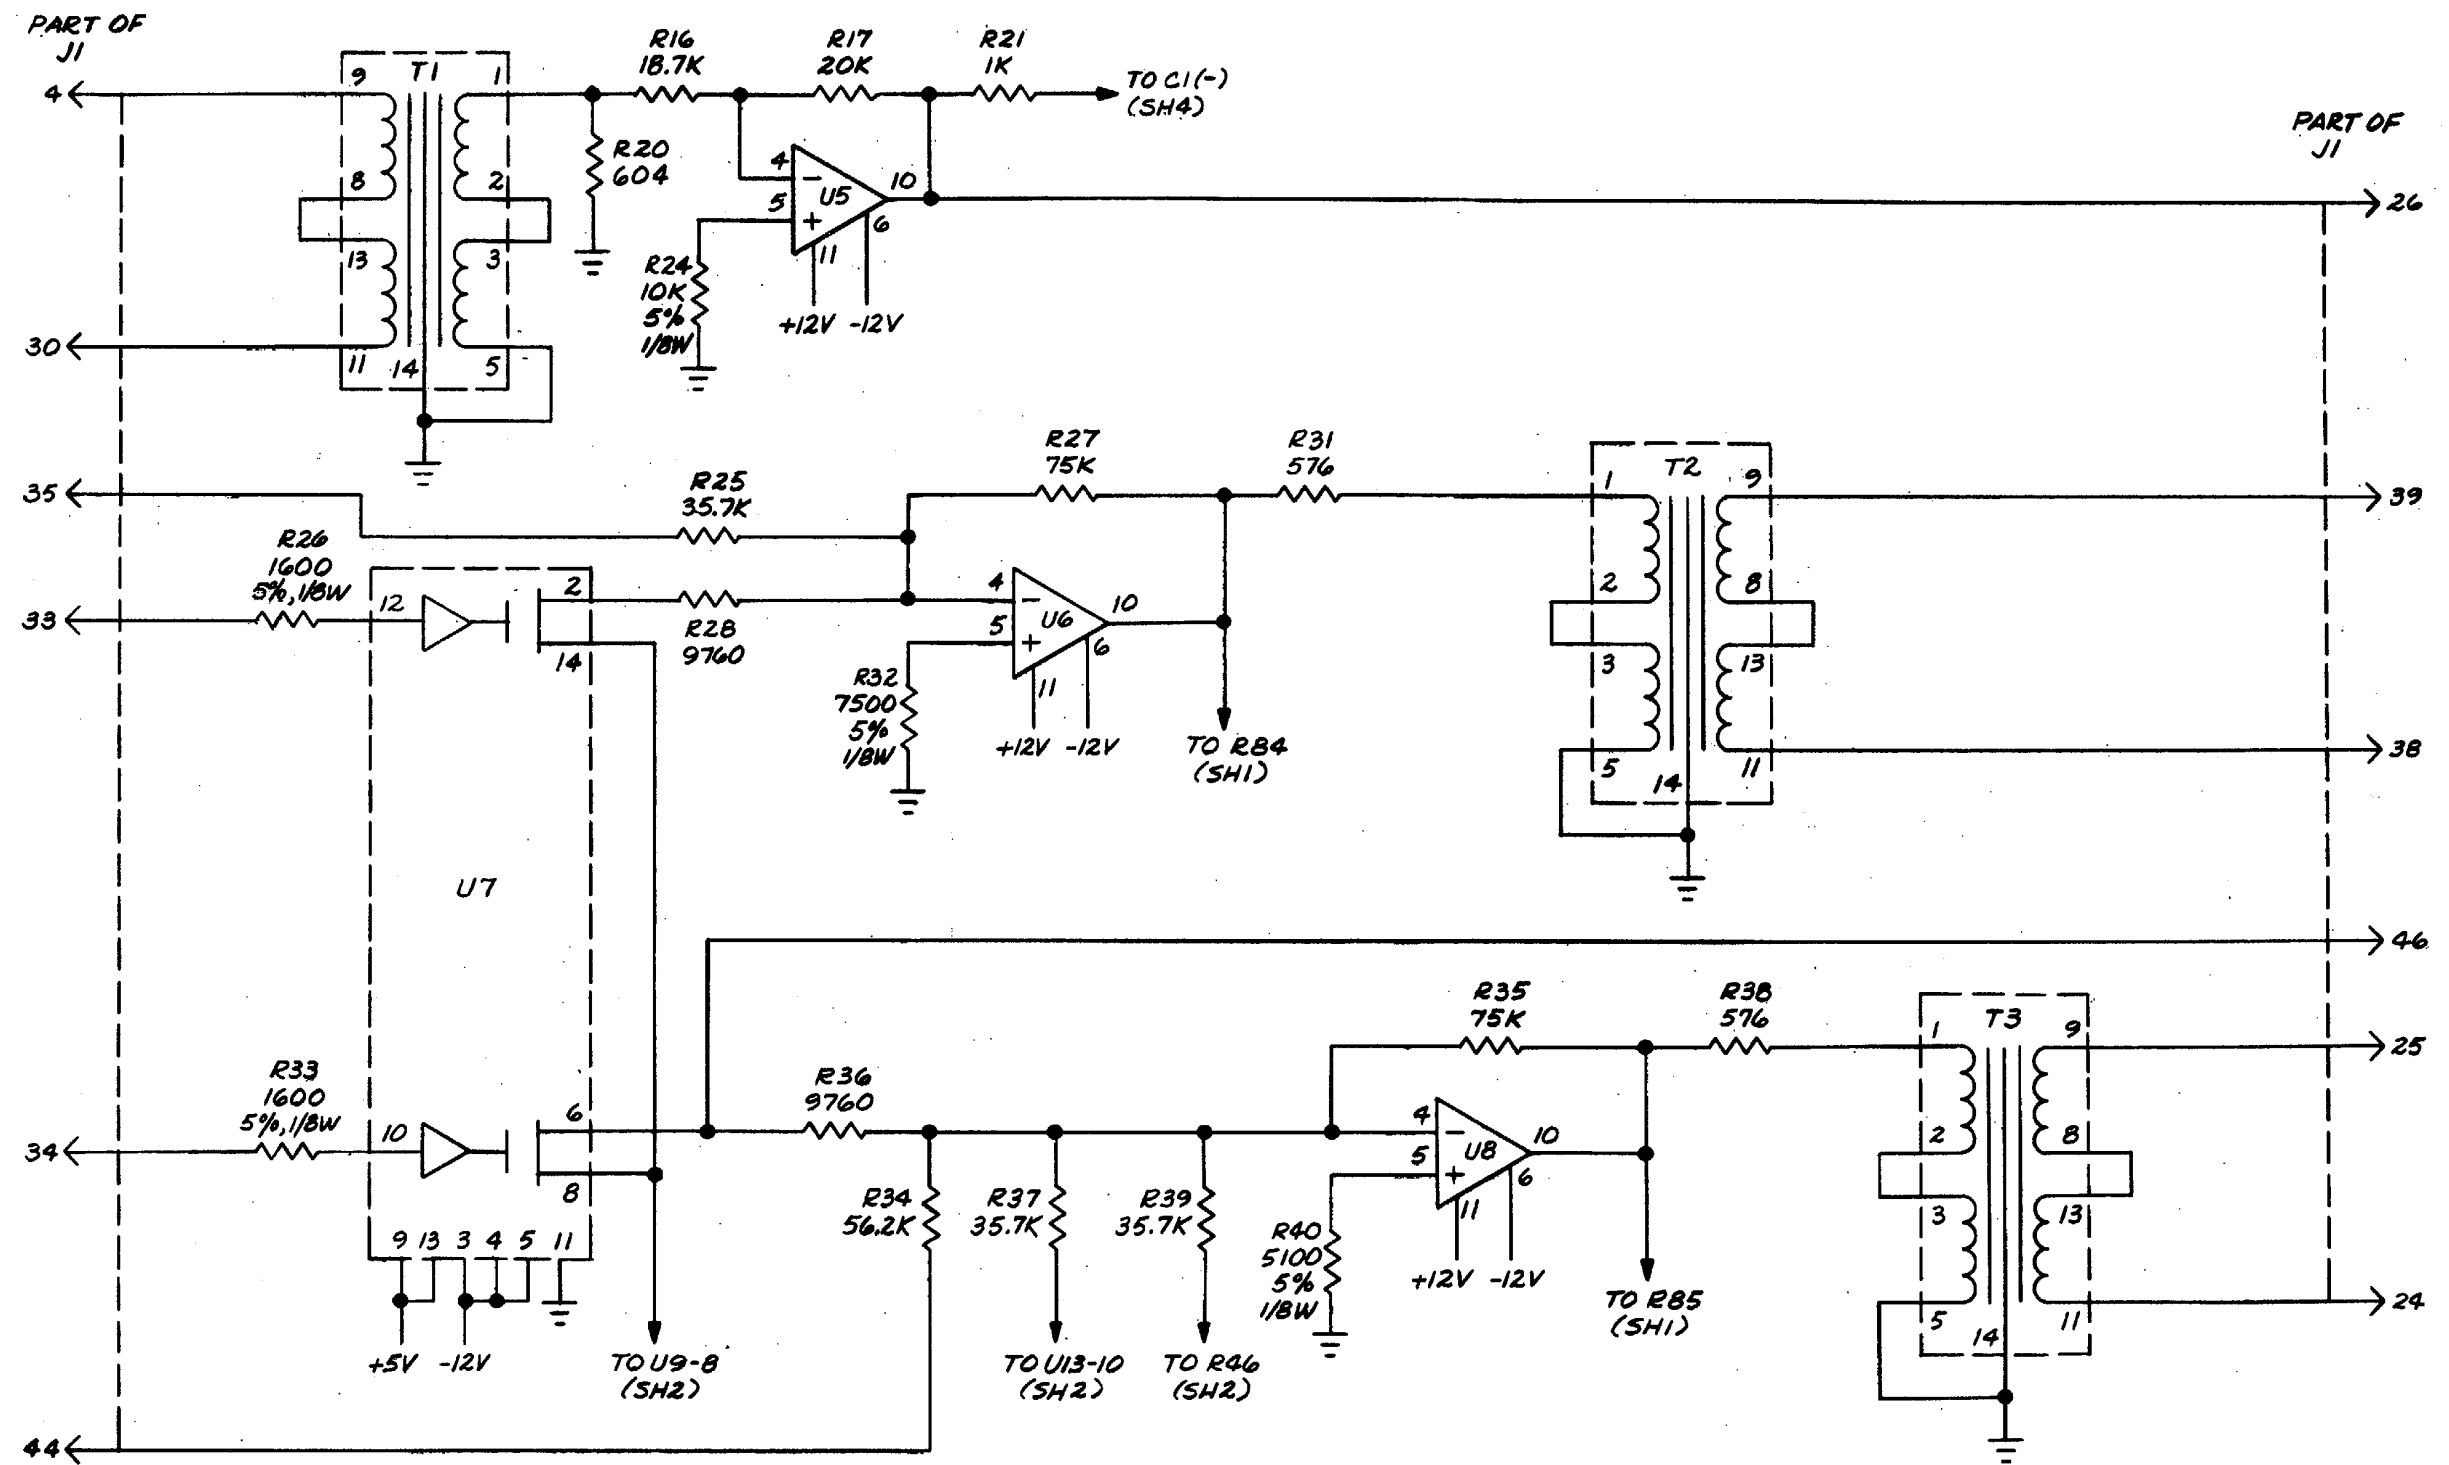 PART OF
J1
4
30
35
33
34
44
T1
9
1
8
2
13
3
11
14
5
R16
18.7K
R17
20K
R21
1K
TO C1(-)
(SH4)
R20
604
4
-
U5
10
5
+
6
11
R24
10K
5%
1/8W
+12V
-12V
PART OF
J1
26
39
38
46
25
24
R25
35.7K
R27
75K
R31
576
R26
1600
5%, 1/8W
12
2
14
R28
9760
4
-
U6
10
5
+
6
11
R32
7500
5%
1/8W
+12V
-12V
TO R84
(SH1)
T2
1
9
2
8
3
13
5
14
11
U7
R33
1600
5%, 1/8W
10
6
8
9
13
3
4
5
11
+5V
-12V
TO U9-8
(SH2)
R36
9760
R34
56.2K
R37
35.7K
R39
35.7K
TO U13-10
(SH2)
TO R46
(SH2)
R35
75K
R38
576
4
-
U8
10
5
+
6
11
R40
5100
5%
1/8W
+12V
-12V
TO R85
(SH1)
T3
1
9
2
8
3
13
5
14
11